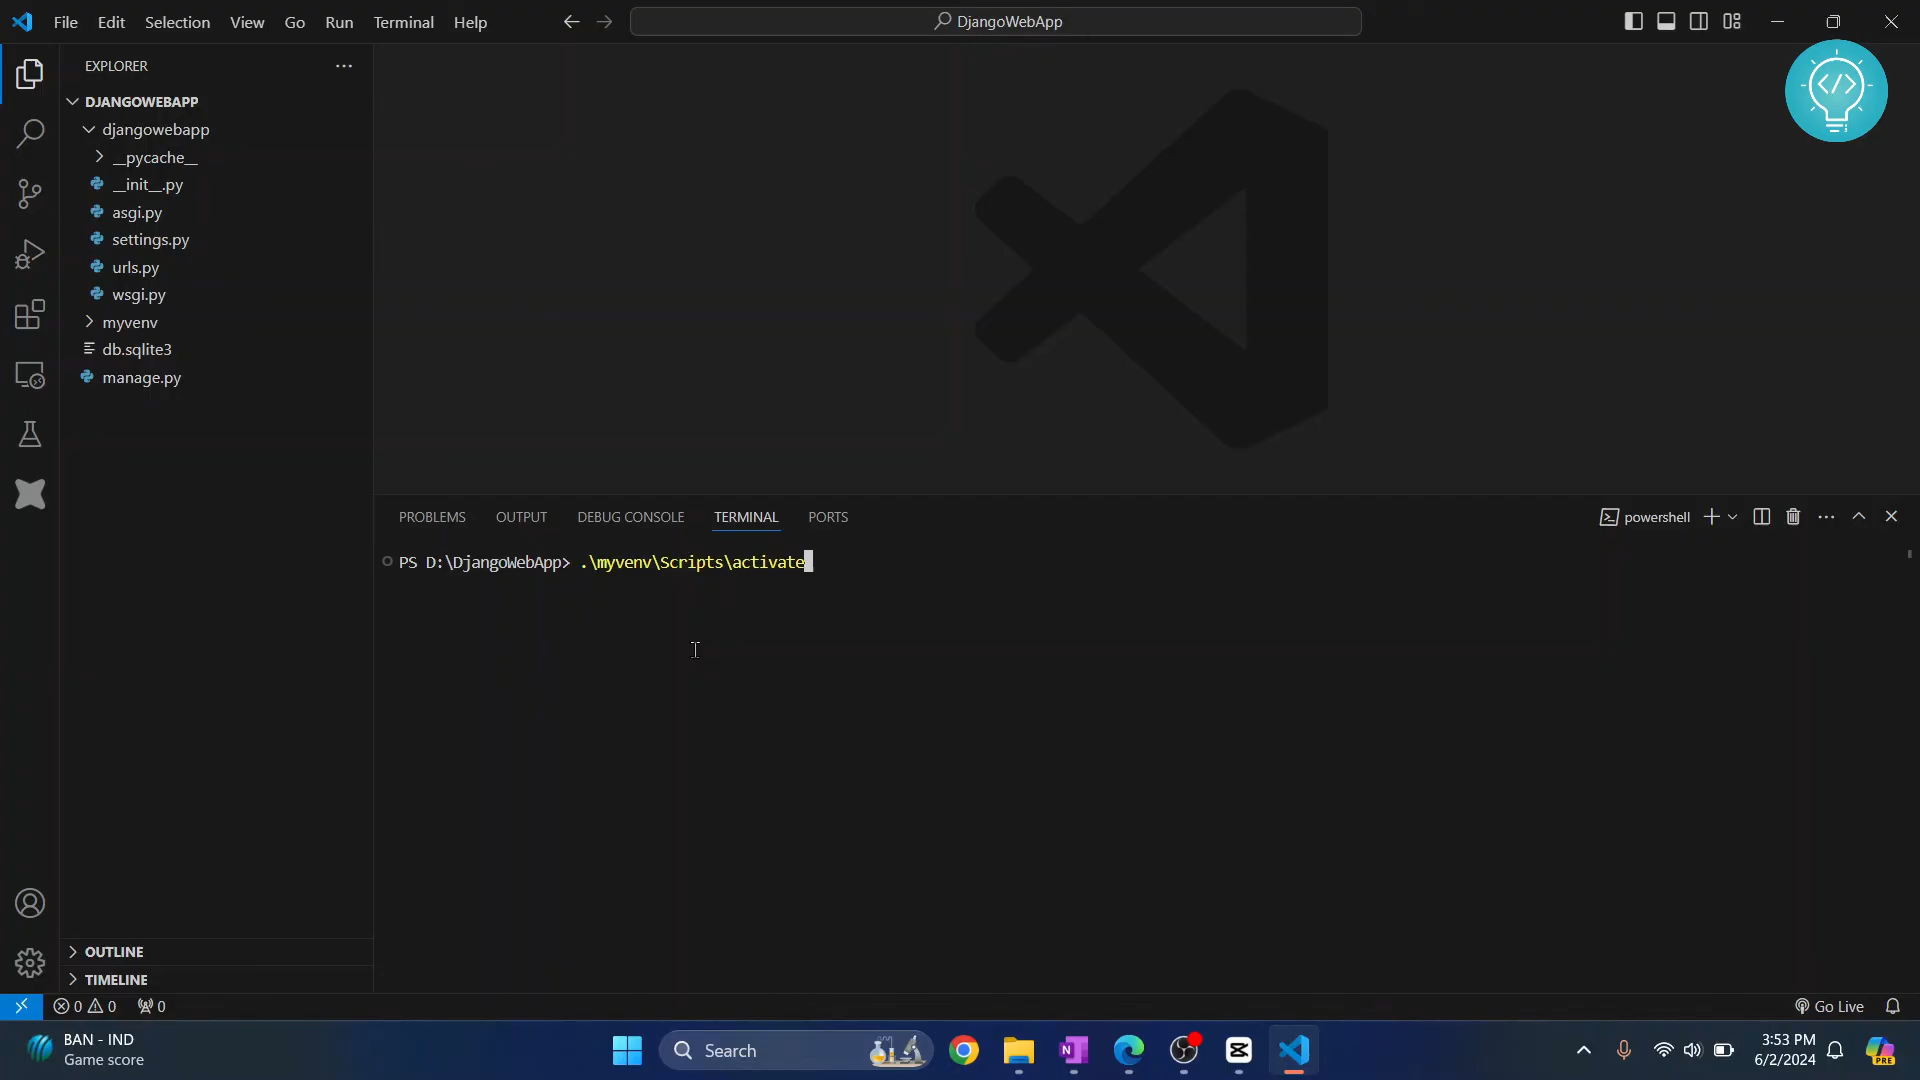 File Edit Selection View Go Run Terminal Help
DjangoWebApp
EXPLORER
DJANGOWEBAPP
djangowebapp
__pycache__
__init__.py
asgi.py
settings.py
urls.py
wsgi.py
myvenv
db.sqlite3
manage.py
PROBLEMS OUTPUT DEBUG CONSOLE TERMINAL PORTS
powershell
PS D:\DjangoWebApp> .\myvenv\Scripts\activate
OUTLINE
TIMELINE
0 0 0
Go Live
BAN - IND
Game score
Search
3:53 PM
6/2/2024
PRE